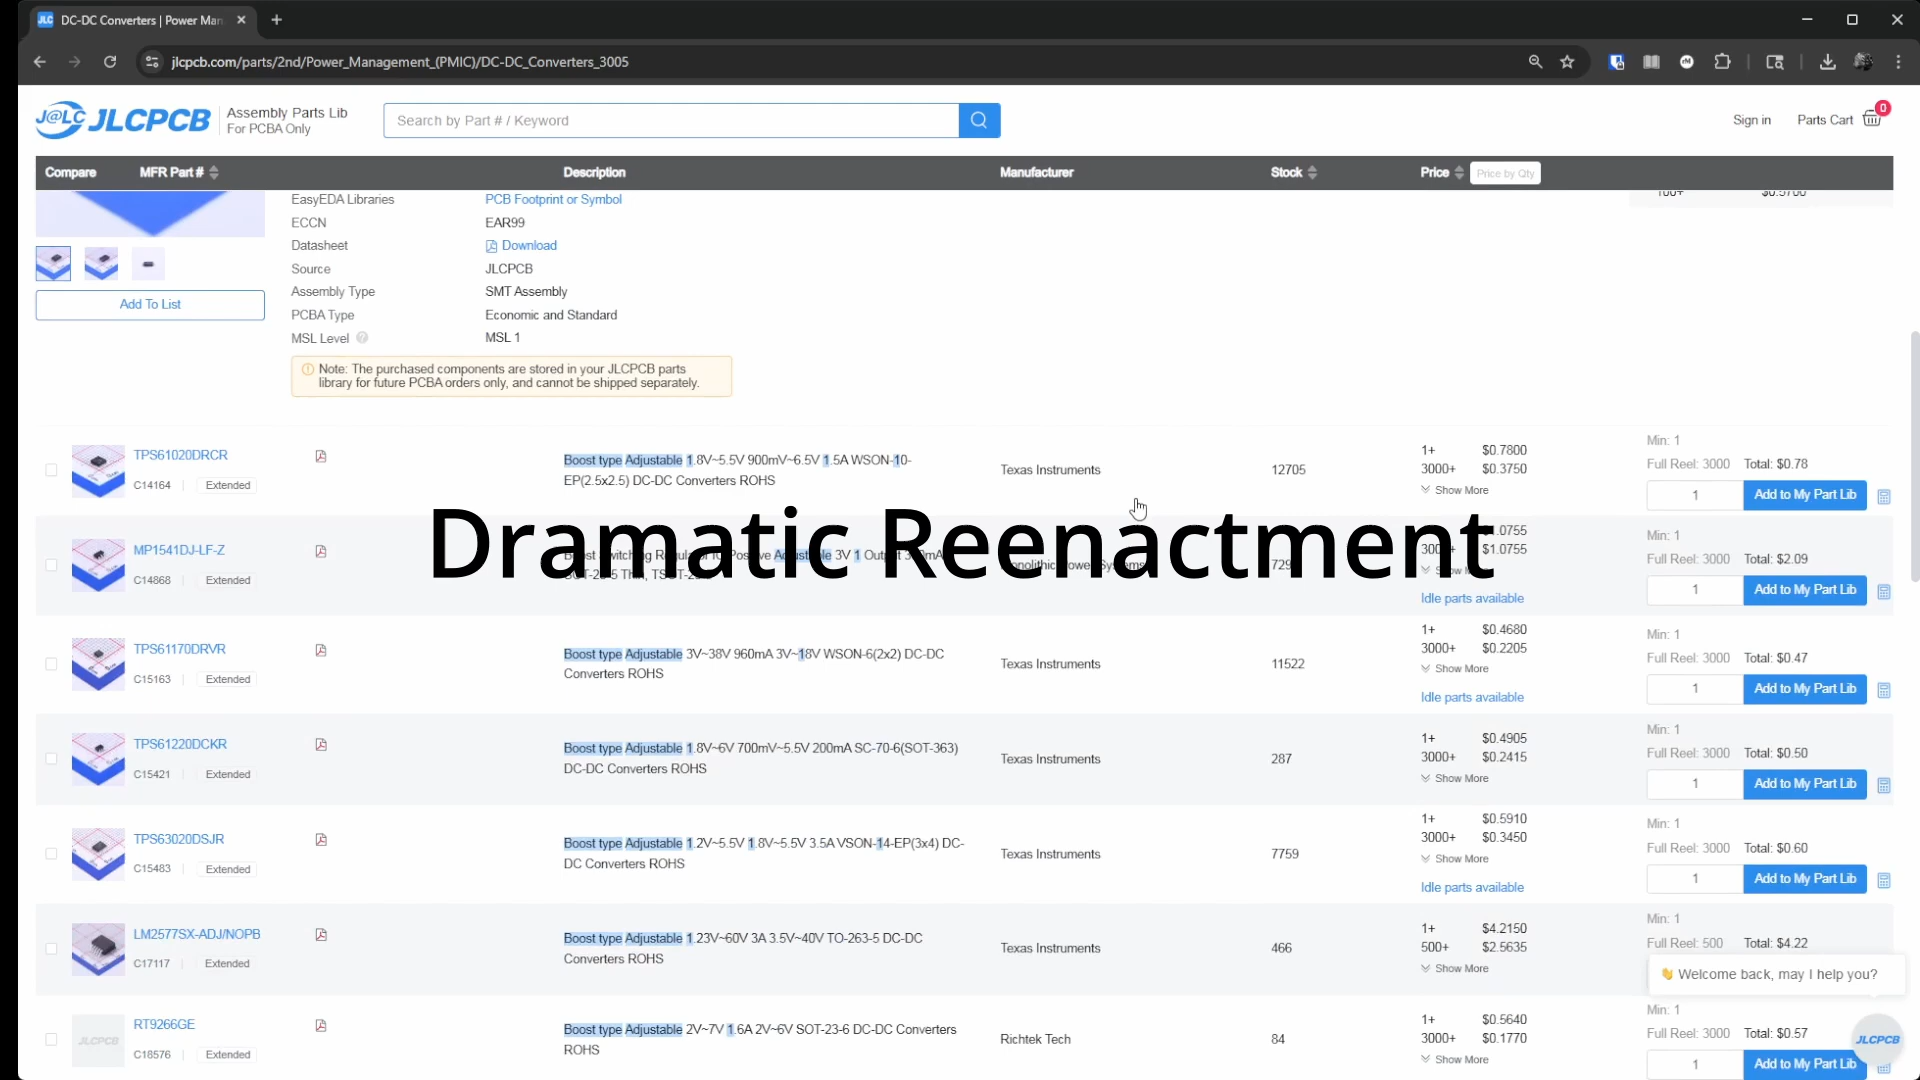 DC-DC Converters | Power Man
jlcpcb.com/parts/2nd/Power_Management_(PMIC)/DC-DC_Converters_3005
J@LC JLCPCB
Assembly Parts Lib
For PCBA Only
Search by Part # / Keyword
Sign in
Parts Cart
0
Compare MFR Part # Description Manufacturer Stock Price Price by Qty
EasyEDA Libraries PCB Footprint or Symbol
ECCN EAR99
Datasheet Download
Source JLCPCB
Assembly Type SMT Assembly
PCBA Type Economic and Standard
MSL Level MSL 1
Add To List
Note: The purchased components are stored in your JLCPCB parts
library for future PCBA orders only, and cannot be shipped separately.
TPS61020DRCR
C14164 | Extended
Boost type Adjustable 1.8V~5.5V 900mV~6.5V 1.5A WSON-10-
EP(2.5x2.5) DC-DC Converters ROHS
Texas Instruments
12705
1+ $0.7800
3000+ $0.3750
Show More
Min: 1
Full Reel: 3000 Total: $0.78
1 Add to My Part Lib
Dramatic Reenactment
MP1541DJ-LF-Z
C14868 | Extended
$1.0755
Idle parts available
Min: 1
Full Reel: 3000 Total: $2.09
1 Add to My Part Lib
TPS61170DRVR
C15163 | Extended
Boost type Adjustable 3V~38V 960mA 3V~18V WSON-6(2x2) DC-DC
Converters ROHS
Texas Instruments
11522
1+ $0.4680
3000+ $0.2205
Show More
Idle parts available
Min: 1
Full Reel: 3000 Total: $0.47
1 Add to My Part Lib
TPS61220DCKR
C15421 | Extended
Boost type Adjustable 1.8V~6V 700mV~5.5V 200mA SC-70-6(SOT-363)
DC-DC Converters ROHS
Texas Instruments
287
1+ $0.4905
3000+ $0.2415
Show More
Min: 1
Full Reel: 3000 Total: $0.50
1 Add to My Part Lib
TPS63020DSJR
C15483 | Extended
Boost type Adjustable 1.2V~5.5V 1.8V~5.5V 3.5A VSON-14-EP(3x4) DC-
DC Converters ROHS
Texas Instruments
7759
1+ $0.5910
3000+ $0.3450
Show More
Idle parts available
Min: 1
Full Reel: 3000 Total: $0.60
1 Add to My Part Lib
LM2577SX-ADJ/NOPB
C17117 | Extended
Boost type Adjustable 1.23V~60V 3A 3.5V~40V TO-263-5 DC-DC
Converters ROHS
Texas Instruments
466
1+ $4.2150
500+ $2.5635
Show More
Min: 1
Full Reel: 500 Total: $4.22
Welcome back, may I help you?
RT9266GE
C18576 | Extended
Boost type Adjustable 2V~7V 1.6A 2V~6V SOT-23-6 DC-DC Converters
ROHS
Richtek Tech
84
1+ $0.5640
3000+ $0.1770
Show More
Min: 1
Full Reel: 3000 Total: $0.57
1 Add to My Part Lib
JLCPCB